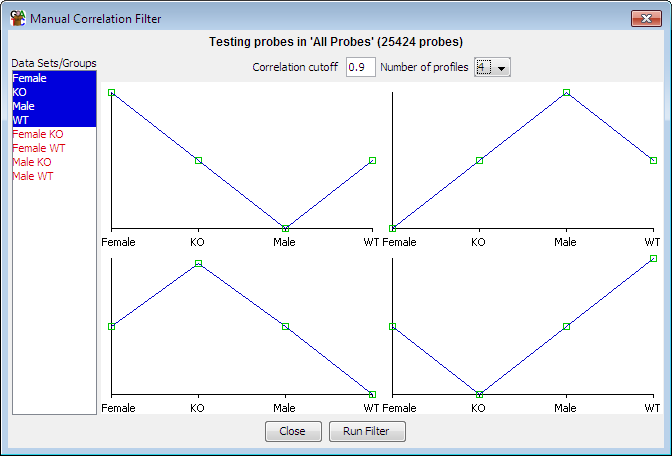 Manual Correlation Filter
Testing probes in 'All Probes' (25424 probes)
Data Sets/Groups
Correlation cutoff 0.9 Number of profiles 4
Female
KO
Male
WT
Female KO
Female WT
Male KO
Male WT
Female KO Male WT
Female KO Male WT
Female KO Male WT
Female KO Male WT
Close Run Filter